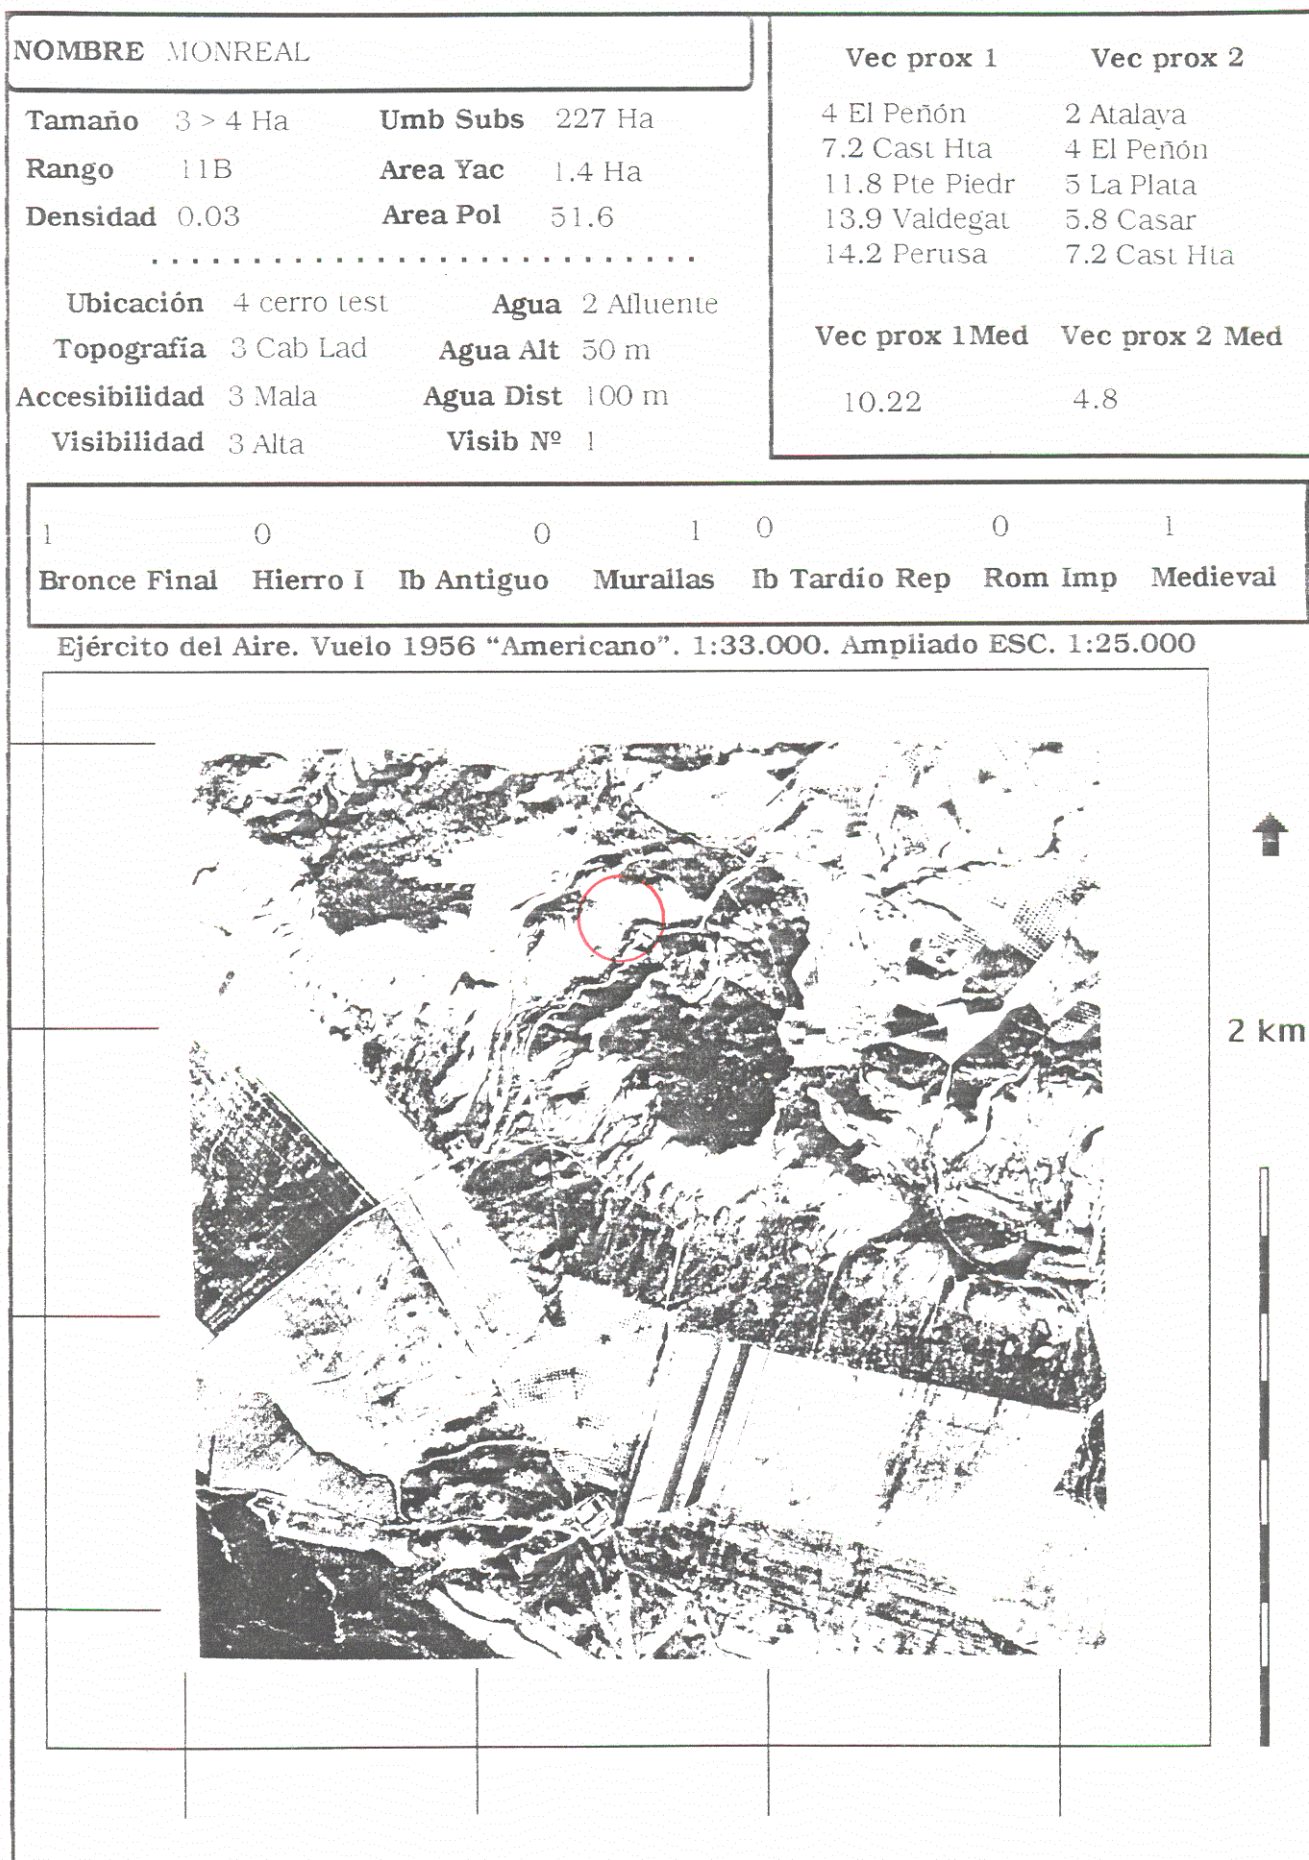 NOMBRE MONREAL
Tamaño 3 > 4 Ha Umb Subs 227 Ha
Rango 11B Area Yac 1.4 Ha
Densidad 0.03 Area Pol 51.6
Ubicación 4 cerro test Agua 2 Afluente
Topografía 3 Cab Lad Agua Alt 50 m
Accesibilidad 3 Mala Agua Dist 100 m
Visibilidad 3 Alta Visib Nº 1
Vec prox 1 Vec prox 2
4 El Peñón 2 Atalaya
7.2 Cast Hta 4 El Peñón
11.8 Pte Piedr 5 La Plata
13.9 Valdegat 5.8 Casar
14.2 Perusa 7.2 Cast Hta
Vec prox 1Med Vec prox 2 Med
10.22 4.8
1 0 0 1 0 0 1
Bronce Final Hierro I Ib Antiguo Murallas Ib Tardío Rep Rom Imp Medieval
Ejército del Aire. Vuelo 1956 “Americano”. 1:33.000. Ampliado ESC. 1:25.000
2 km